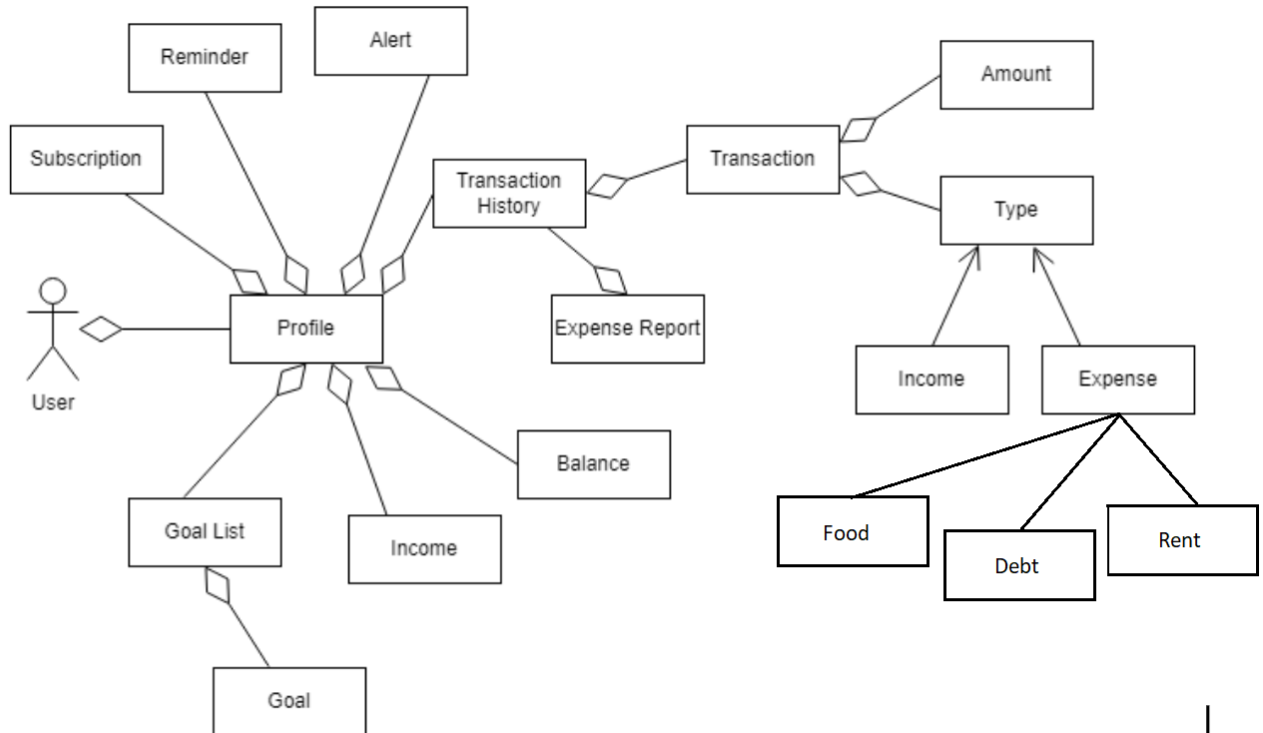 Alert
Reminder
Amount
Subscription
Transaction
Transaction
History
Type
Profile
Expense Report
Income
Expense
User
Balance
Goal List
Income
Food
Debt
Rent
Goal